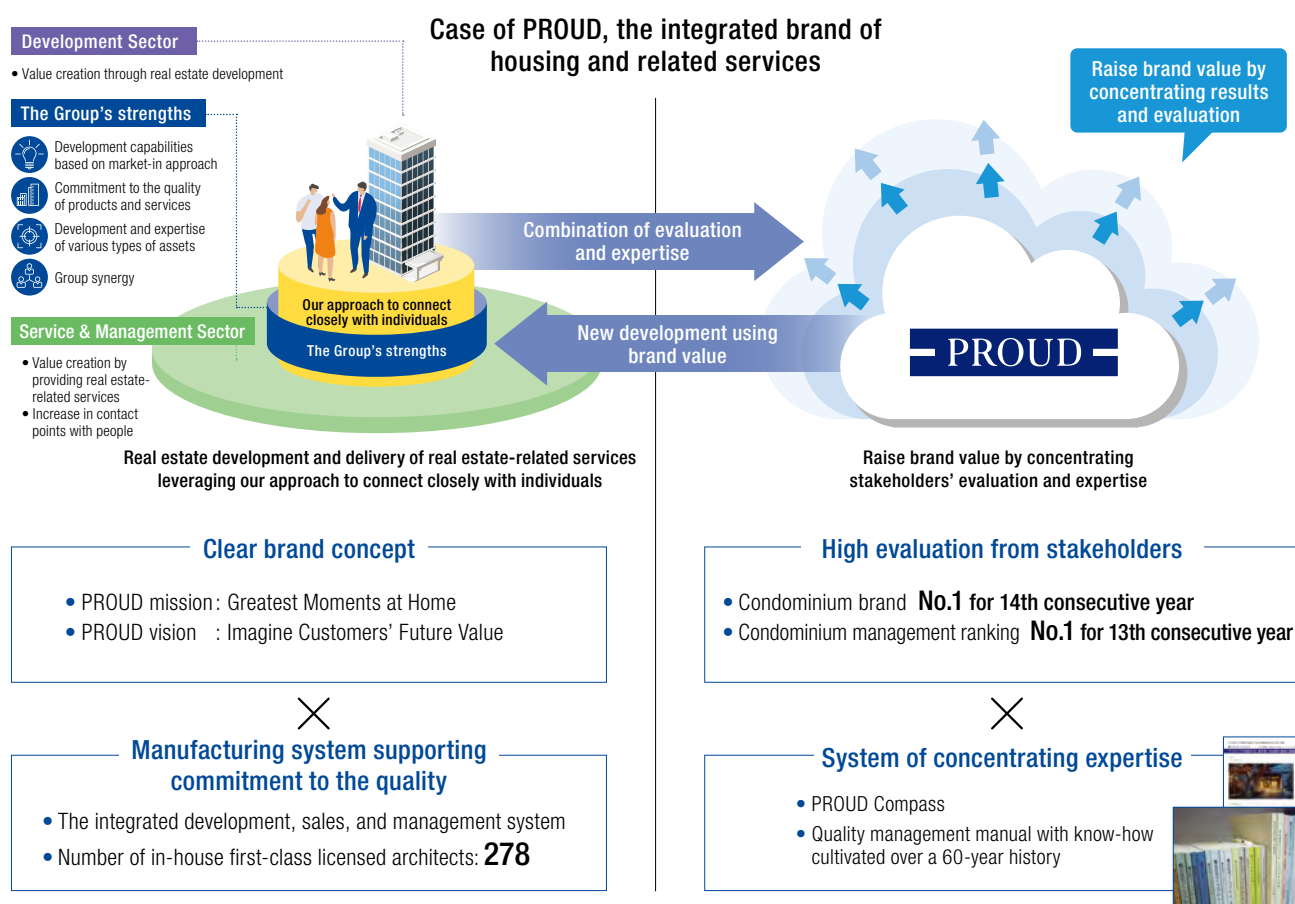 Case of PROUD, the integrated brand of
housing and related services
Development Sector
• Value creation through real estate development
The Group's strengths
Development capabilities
based on market-in approach
Commitment to the quality
of products and services
Development and expertise
of various types of assets
Group synergy
Service & Management Sector
• Value creation by
providing real estate-
related services
• Increase in contact
points with people
Our approach to connect
closely with individuals
The Group's strengths
Combination of evaluation
and expertise
New development using
brand value
Raise brand value by
concentrating results
and evaluation
PROUD
Real estate development and delivery of real estate-related services
leveraging our approach to connect closely with individuals
Raise brand value by concentrating
stakeholders' evaluation and expertise
Clear brand concept
• PROUD mission : Greatest Moments at Home
• PROUD vision : Imagine Customers' Future Value
Manufacturing system supporting
commitment to the quality
• The integrated development, sales, and management system
• Number of in-house first-class licensed architects: 278
High evaluation from stakeholders
• Condominium brand No.1 for 14th consecutive year
• Condominium management ranking No.1 for 13th consecutive year
System of concentrating expertise
• PROUD Compass
• Quality management manual with know-how
cultivated over a 60-year history